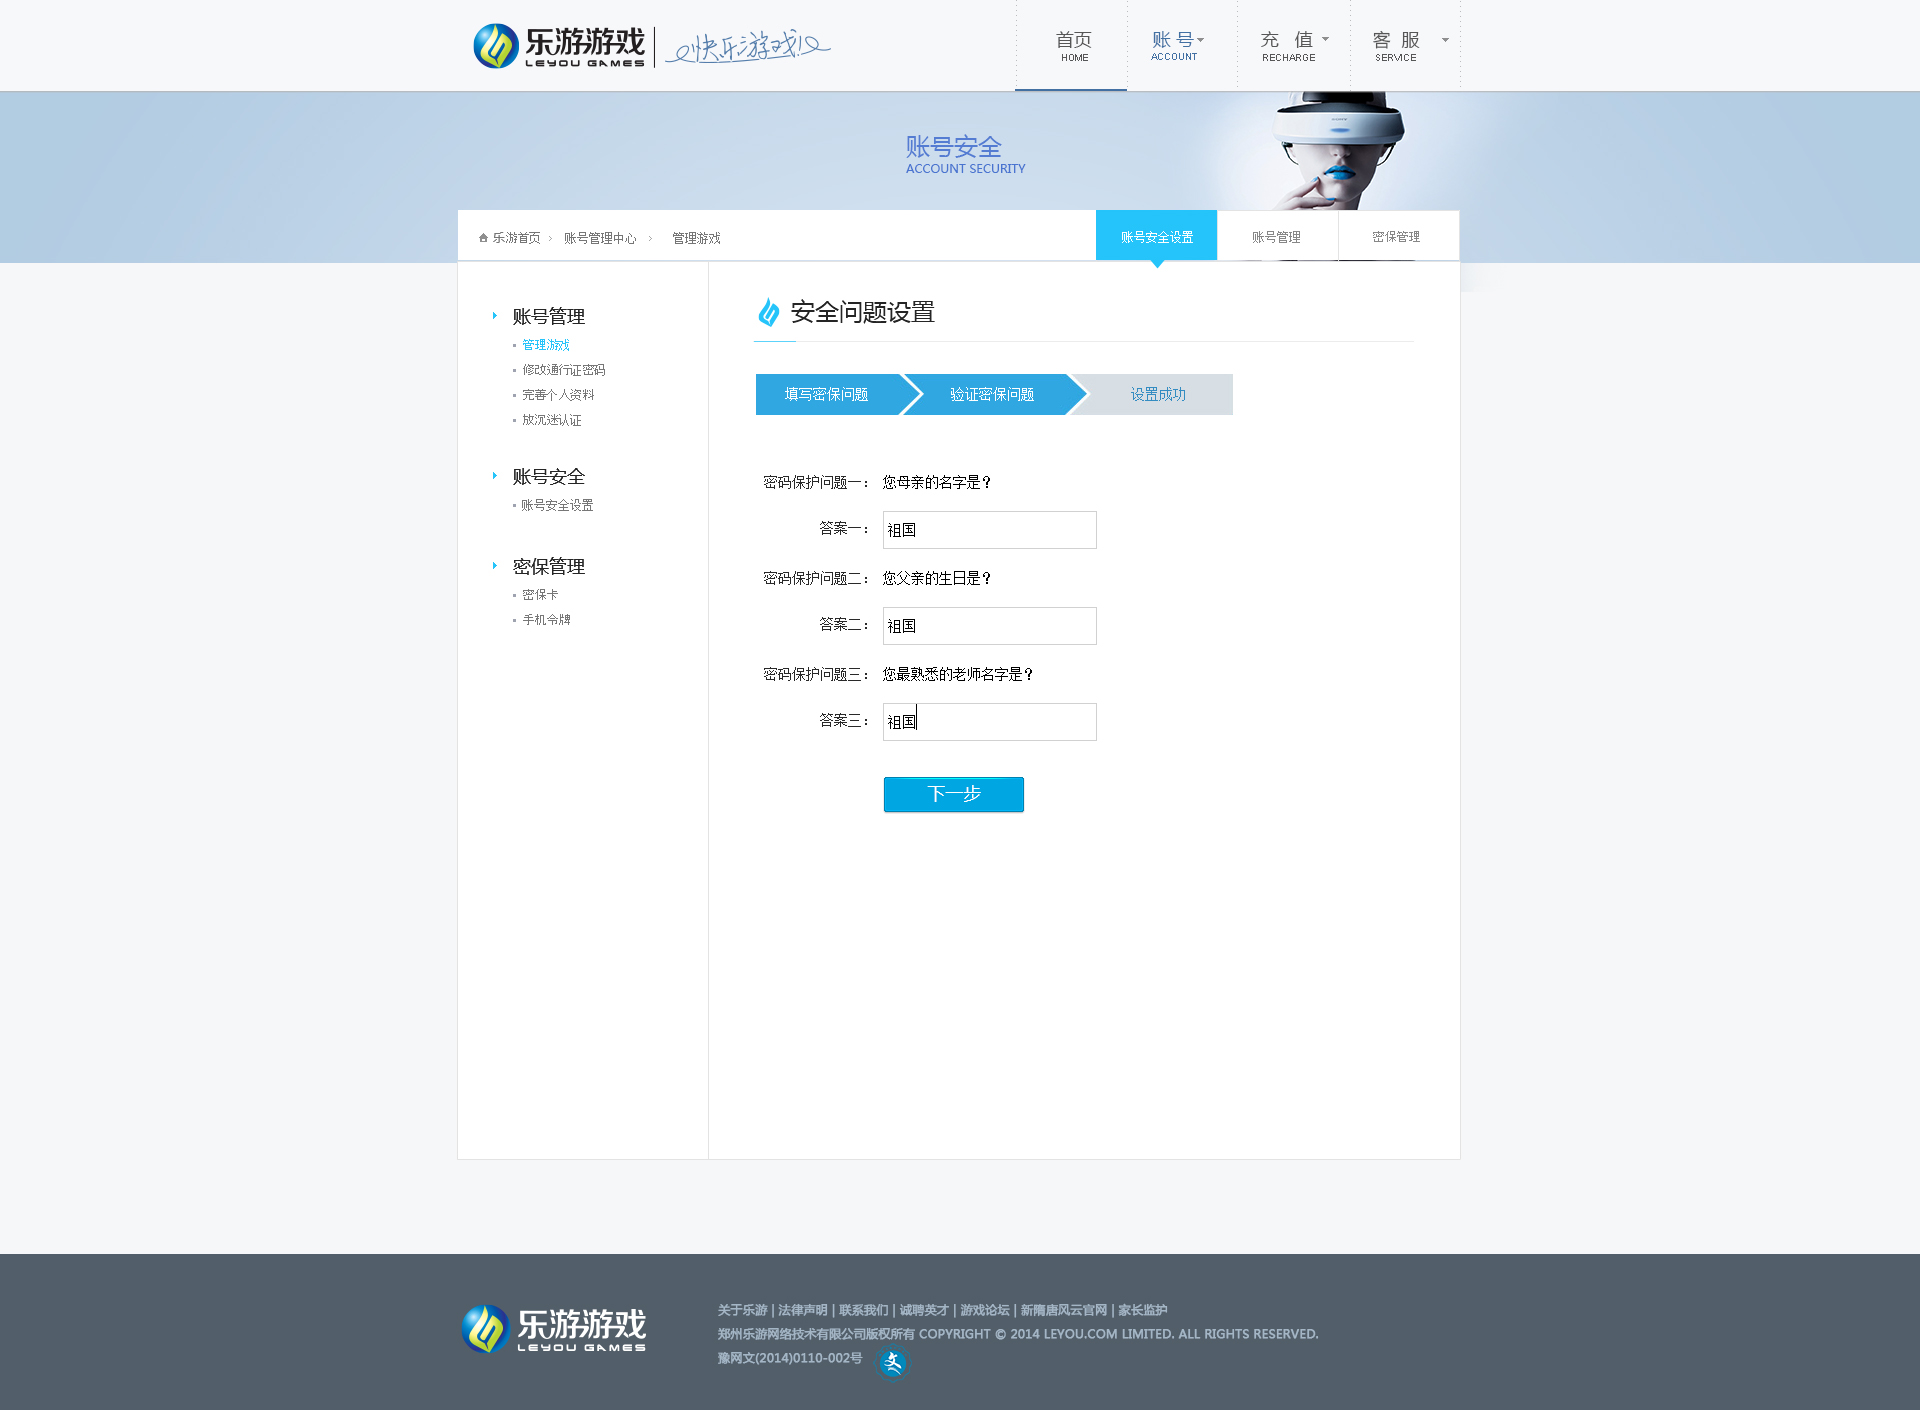 乐游游戏
LEYOU GAMES
快乐游戏
首页
HOME
账号
ACCOUNT
充 值
RECHARGE
客 服
SERVICE
账号安全
ACCOUNT SECURITY
乐游首页 > 账号管理中心 > 管理游戏
账号安全设置
账号管理
密保管理
账号管理
管理游戏
修改通行证密码
完善个人资料
放沉迷认证
账号安全
账号安全设置
密保管理
密保卡
手机令牌
安全问题设置
填写密保问题
验证密保问题
设置成功
密码保护问题一： 您母亲的名字是？
答案一： 祖国
密码保护问题二： 您父亲的生日是？
答案二： 祖国
密码保护问题三： 您最熟悉的老师名字是？
答案三： 祖国
下一步
乐游游戏
LEYOU GAMES
关于乐游 | 法律声明 | 联系我们 | 诚聘英才 | 游戏论坛 | 新隋唐风云官网 | 家长监护
郑州乐游网络技术有限公司版权所有 COPYRIGHT © 2014 LEYOU.COM LIMITED. ALL RIGHTS RESERVED.
豫网文(2014)0110-002号